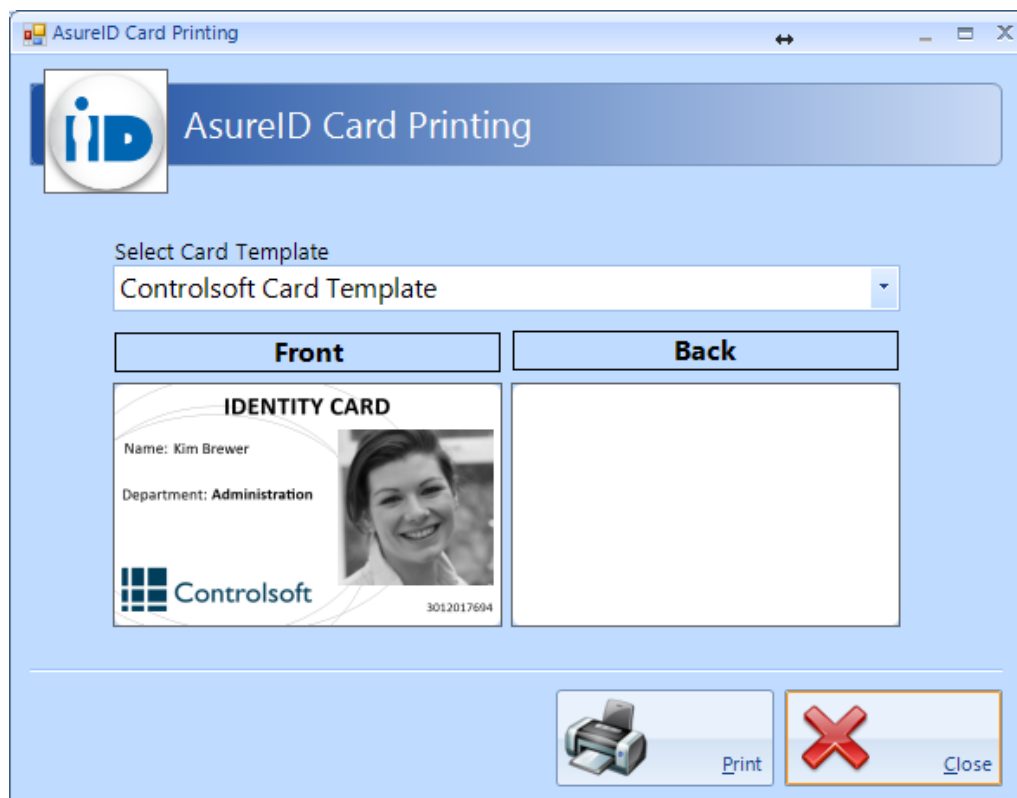 AsureID Card Printing
iD
AsureID Card Printing
Select Card Template
Controlsoft Card Template
Front
Back
IDENTITY CARD
Name: Kim Brewer
Department: Administration
Controlsoft
3012017694
Print
Close